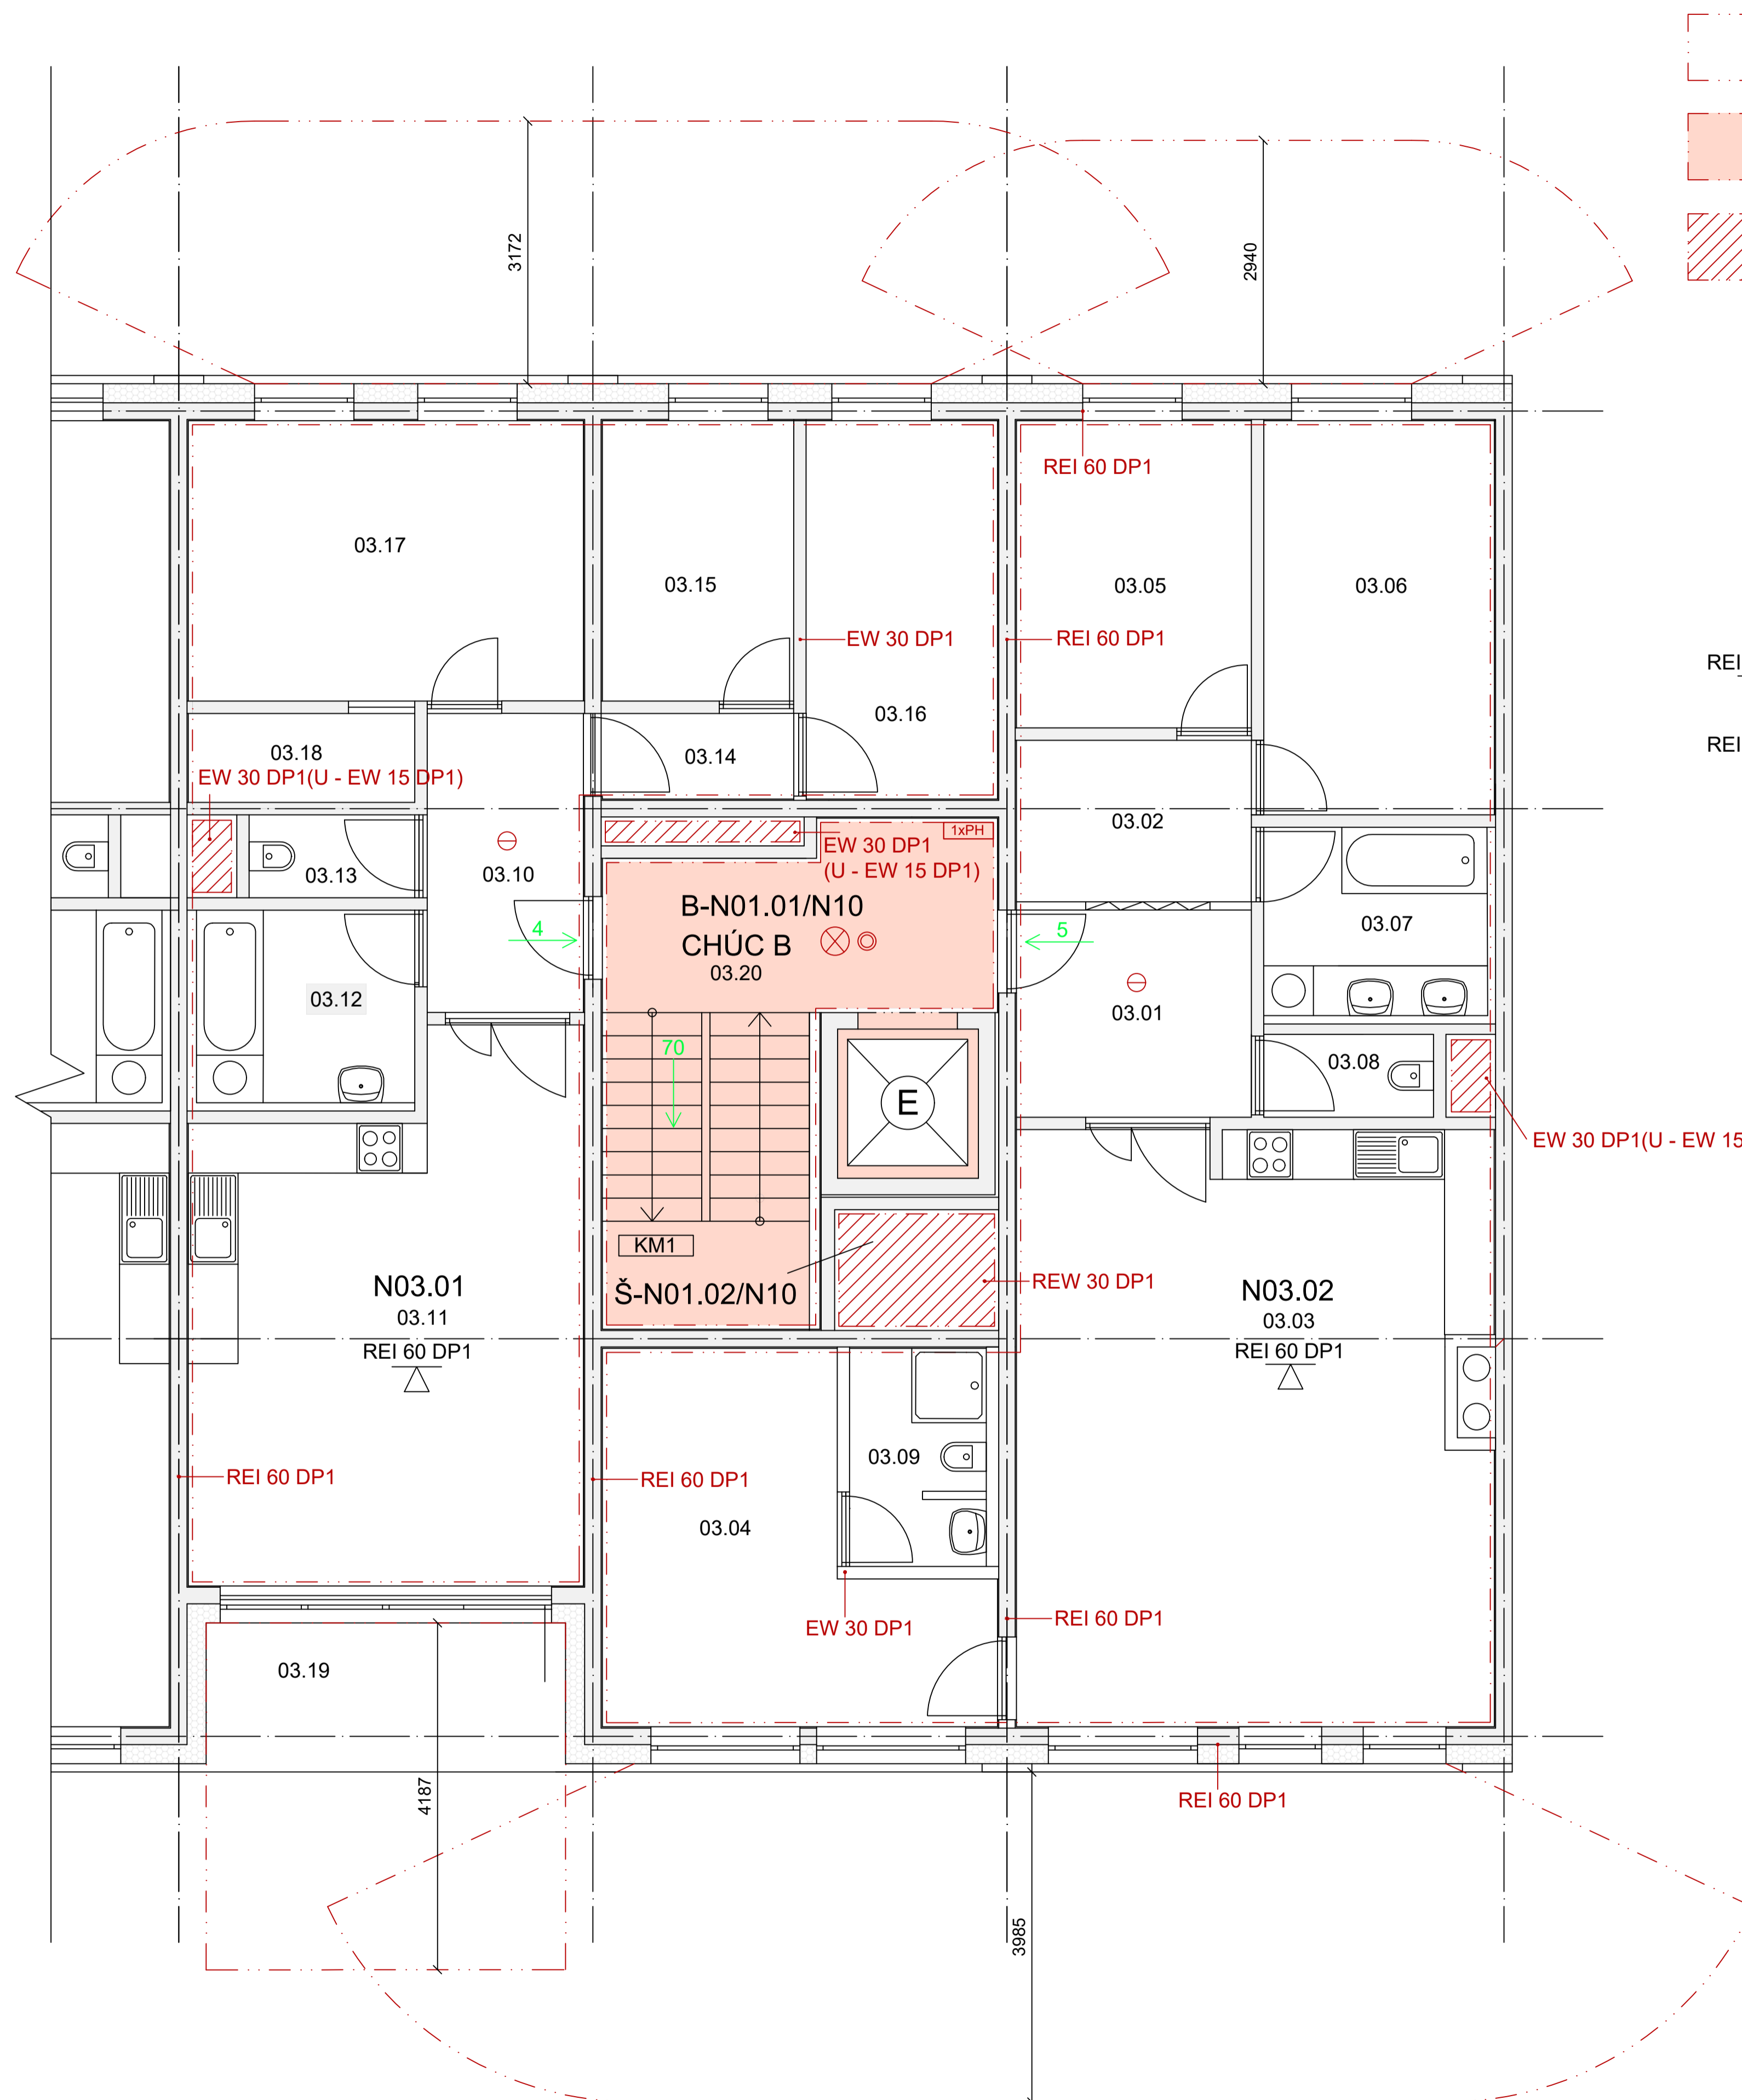 3172
2940
REI 60 DP1
REI
REI
03.17
03.15
03.05
03.06
EW 30 DP1
REI 60 DP1
03.16
03.18
03.14
EW 30 DP1(U - EW 15 DP1)
03.02
1xPH
EW 30 DP1
(U - EW 15 DP1)
03.13
03.10
B-N01.01/N10
CHÚC B
03.20
4
5
03.07
03.12
03.01
70
03.08
E
EW 30 DP1(U - EW 15
KM1
Š-N01.02/N10
REW 30 DP1
N03.01
03.11
REI 60 DP1
N03.02
03.03
REI 60 DP1
03.09
REI 60 DP1
REI 60 DP1
03.04
EW 30 DP1
REI 60 DP1
03.19
4187
REI 60 DP1
3985